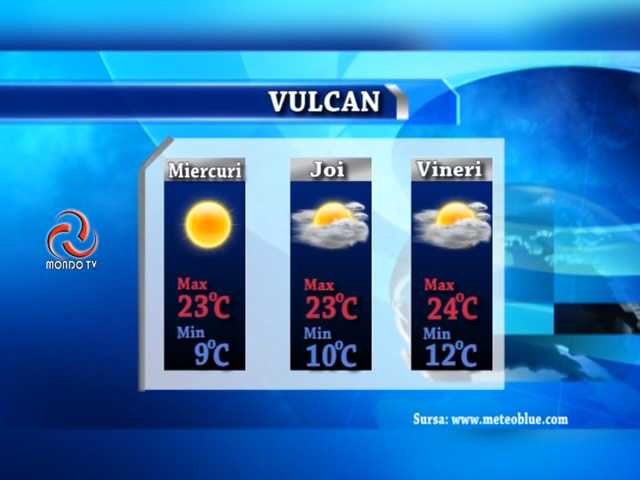 VULCAN
Miercuri
Joi
Vineri
Max
23°C
Max
23°C
Max
24°C
Min
9°C
Min
10°C
Min
12°C
MONDO TV
Sursa: www.meteoblue.com